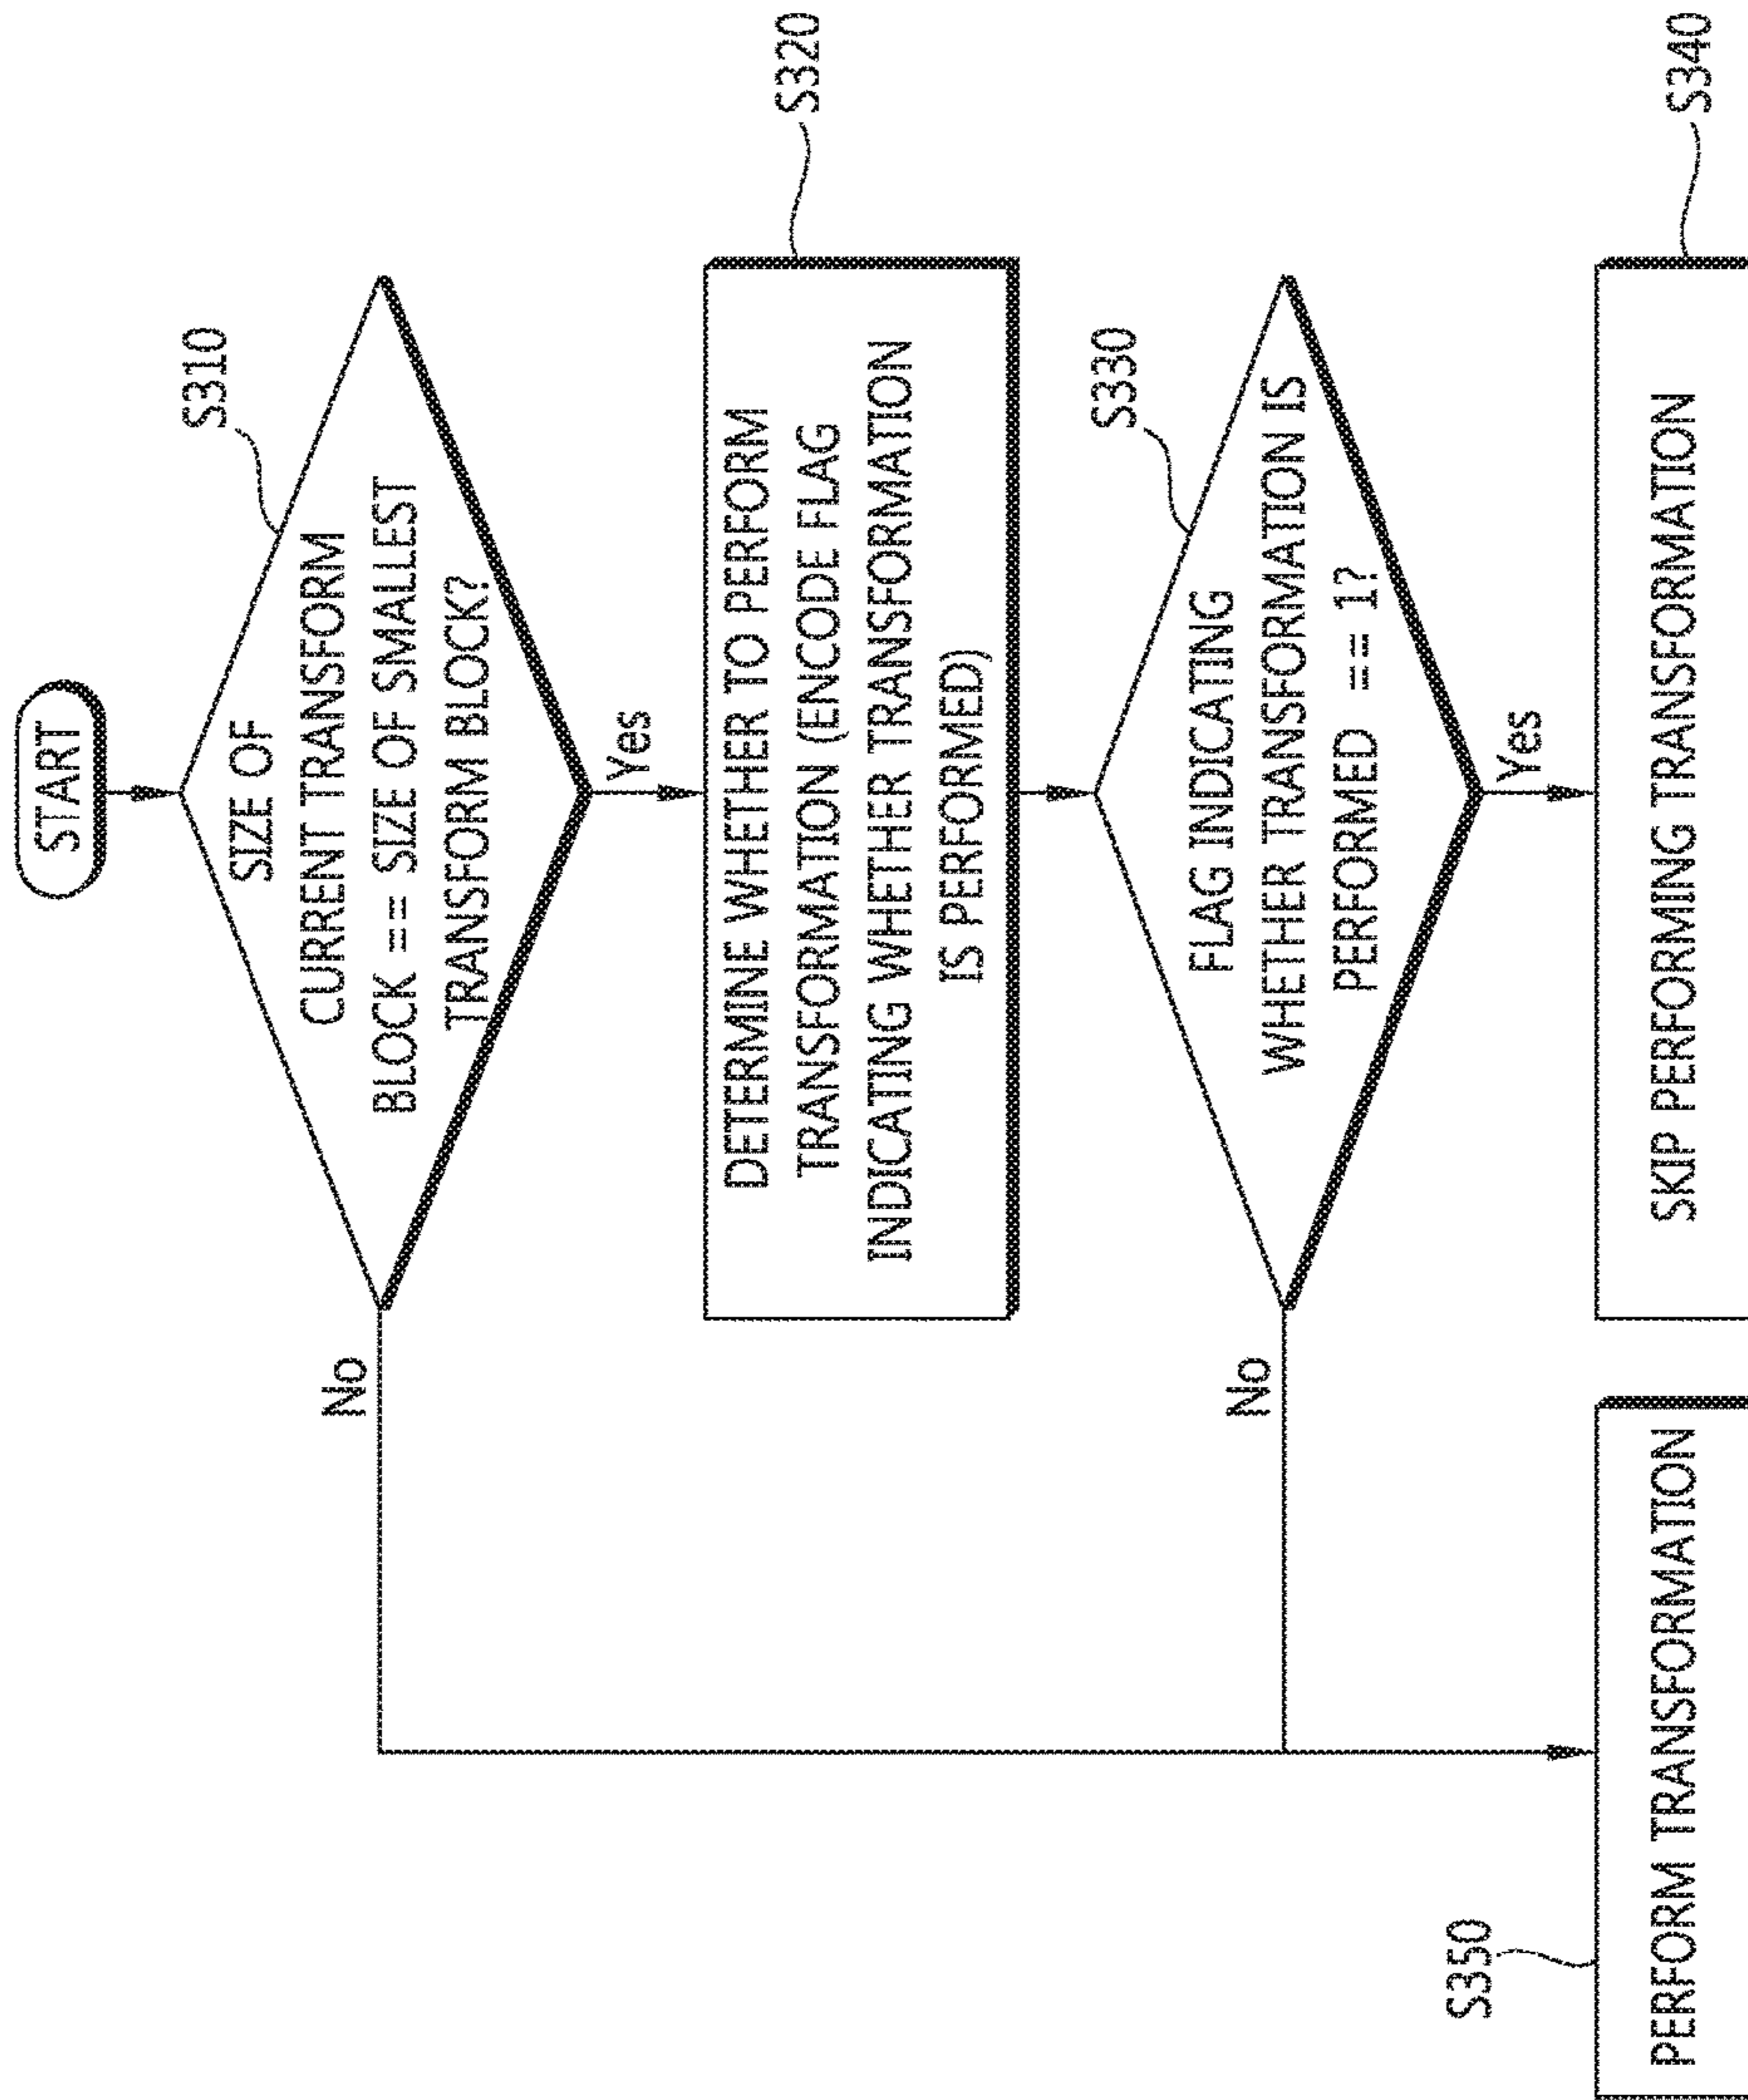 START
S310
SIZE OF
CURRENT TRANSFORM
BLOCK == SIZE OF SMALLEST
TRANSFORM BLOCK?
No
Yes
S320
DETERMINE WHETHER TO PERFORM
TRANSFORMATION (ENCODE FLAG
INDICATING WHETHER TRANSFORMATION
IS PERFORMED)
S330
FLAG INDICATING
WHETHER TRANSFORMATION IS
PERFORMED == 1?
No
Yes
S350
PERFORM TRANSFORMATION
S340
SKIP PERFORMING TRANSFORMATION